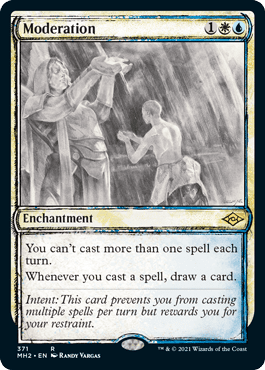 Moderation 1
Enchantment
You can't cast more than one spell each
turn.
Whenever you cast a spell, draw a card.
Intent: This card prevents you from casting
multiple spells per turn but rewards you for
your restraint.
371 R
MH2 • EN RANDY VARGAS ™ & © 2021 Wizards of the Coast